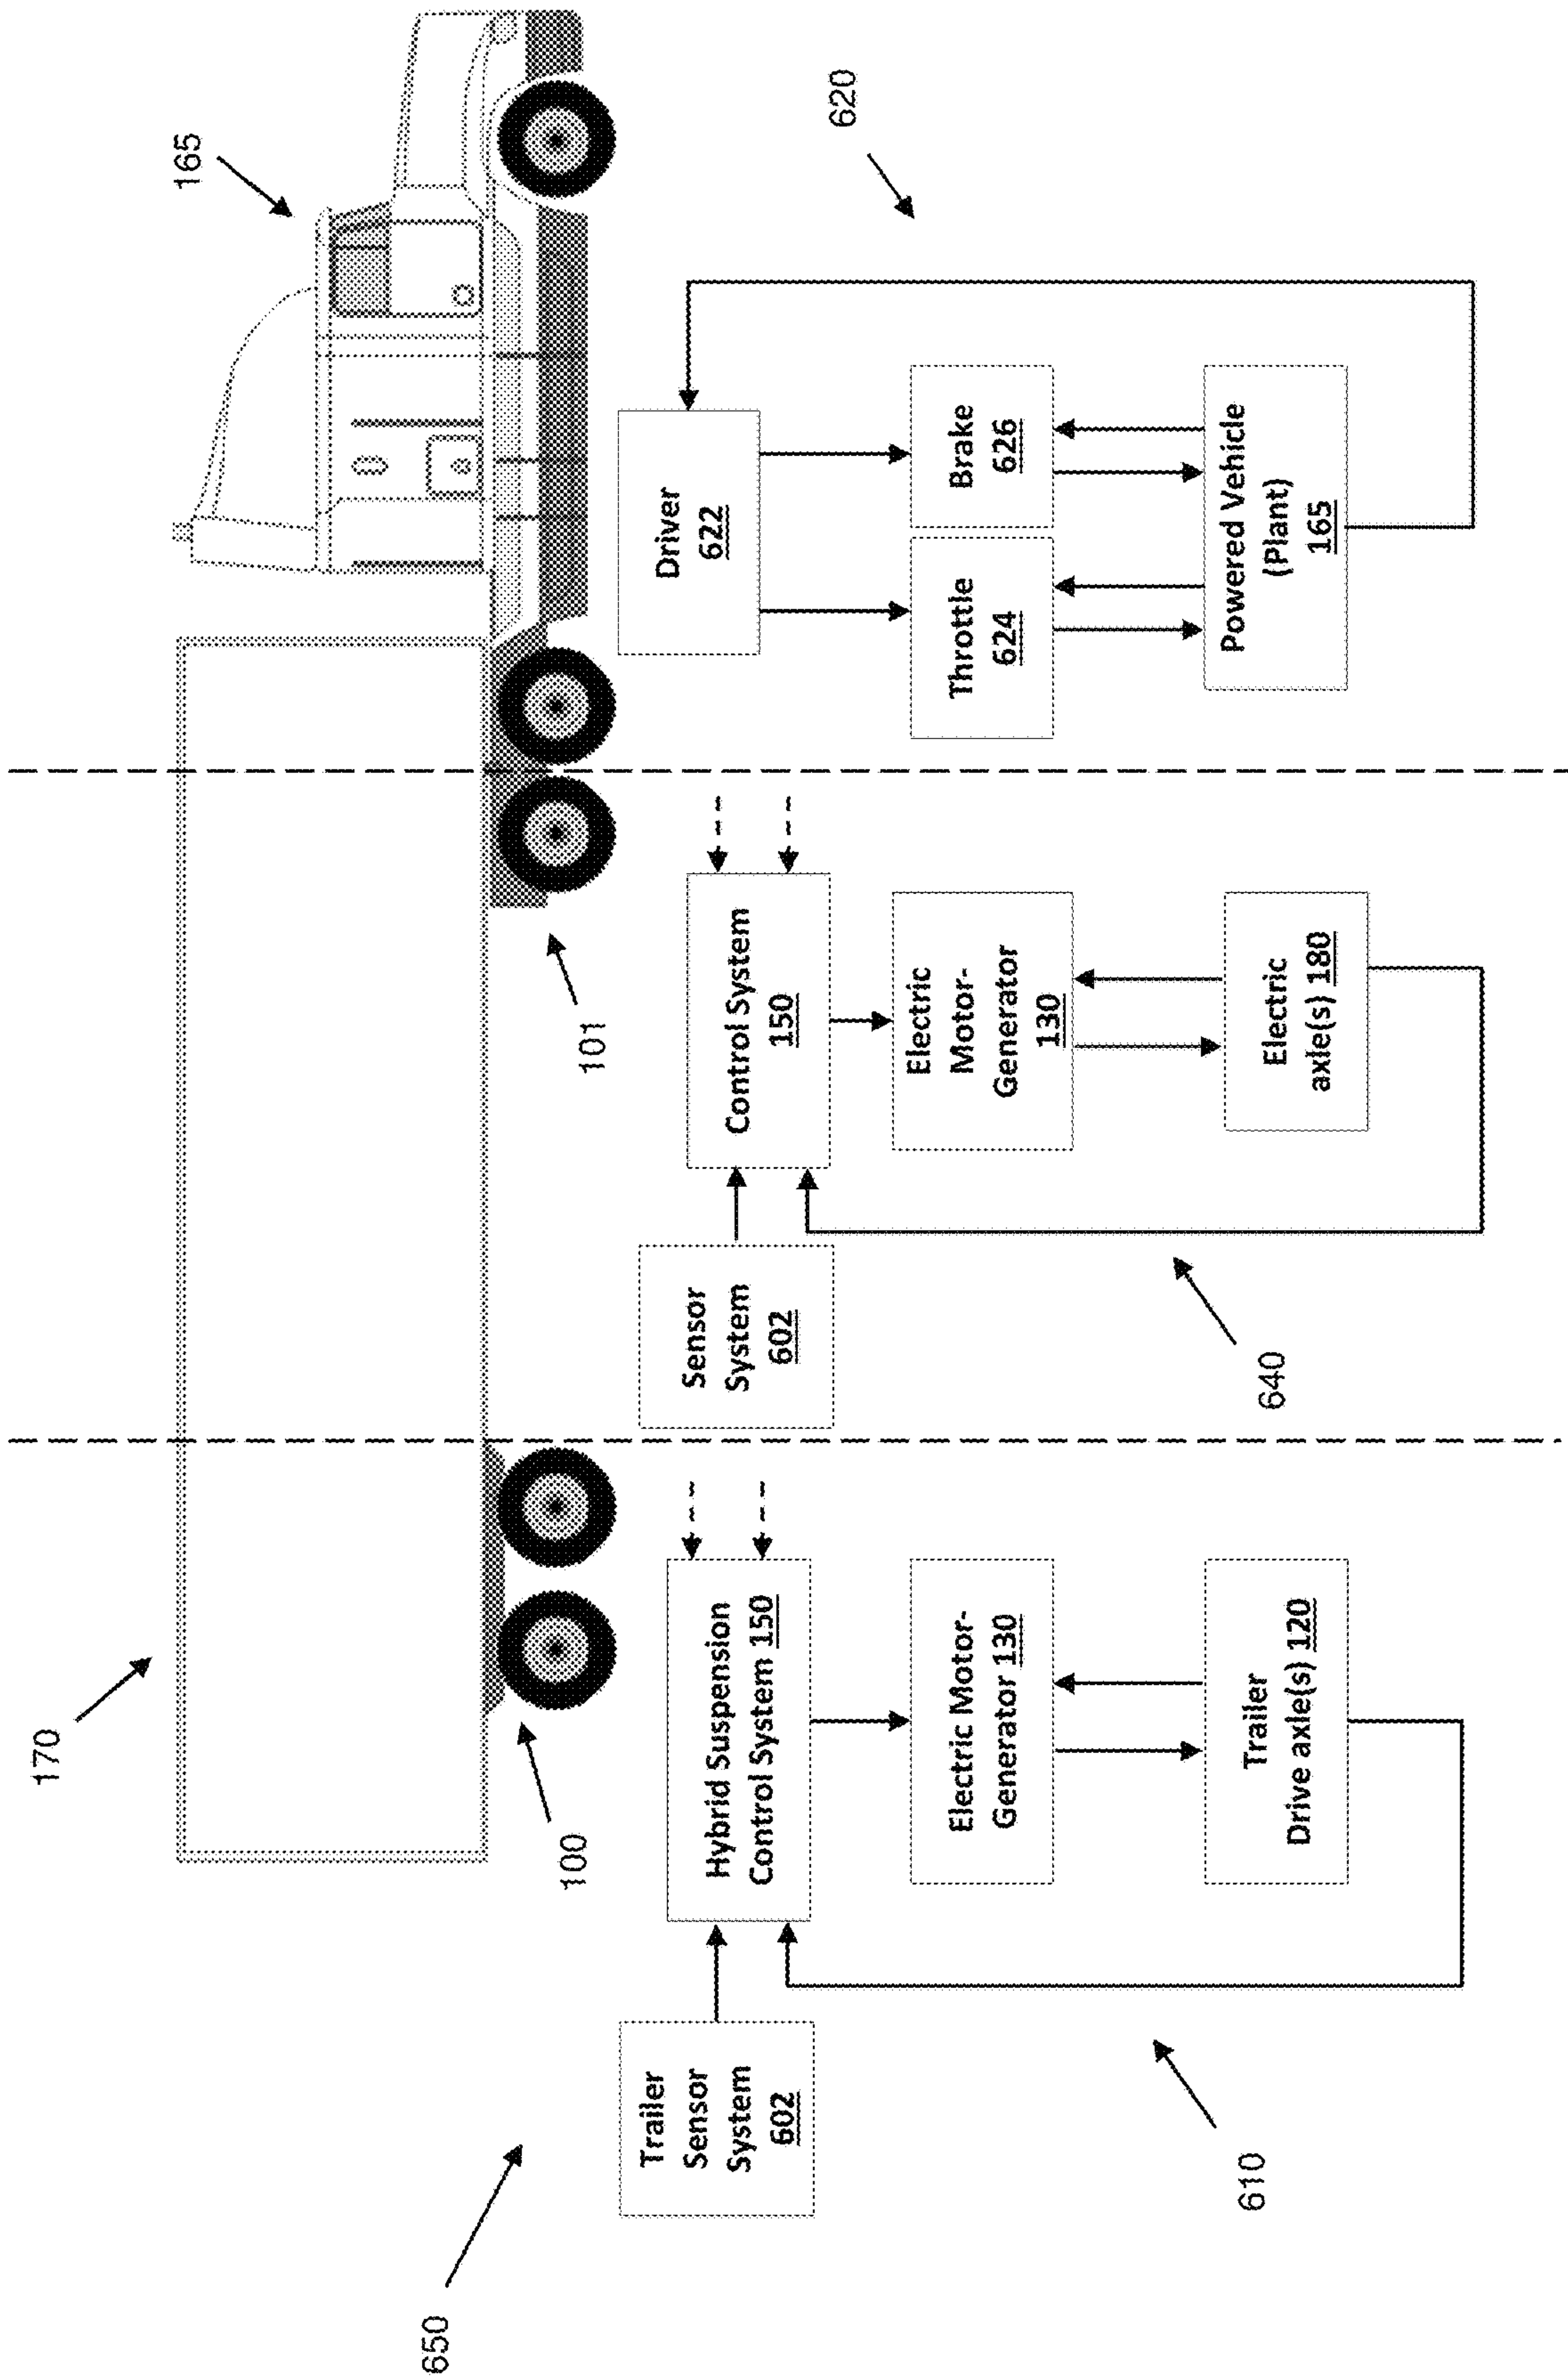 170
165
100
101
650
Trailer
Sensor
System
602
Hybrid Suspension
Control System 150
Electric Motor-
Generator 130
Trailer
Drive axle(s) 120
610
Sensor
System
602
Control System
150
Electric
Motor-
Generator
130
Electric
axle(s) 180
640
Driver
622
Throttle
624
Brake
626
Powered Vehicle
(Plant)
165
620